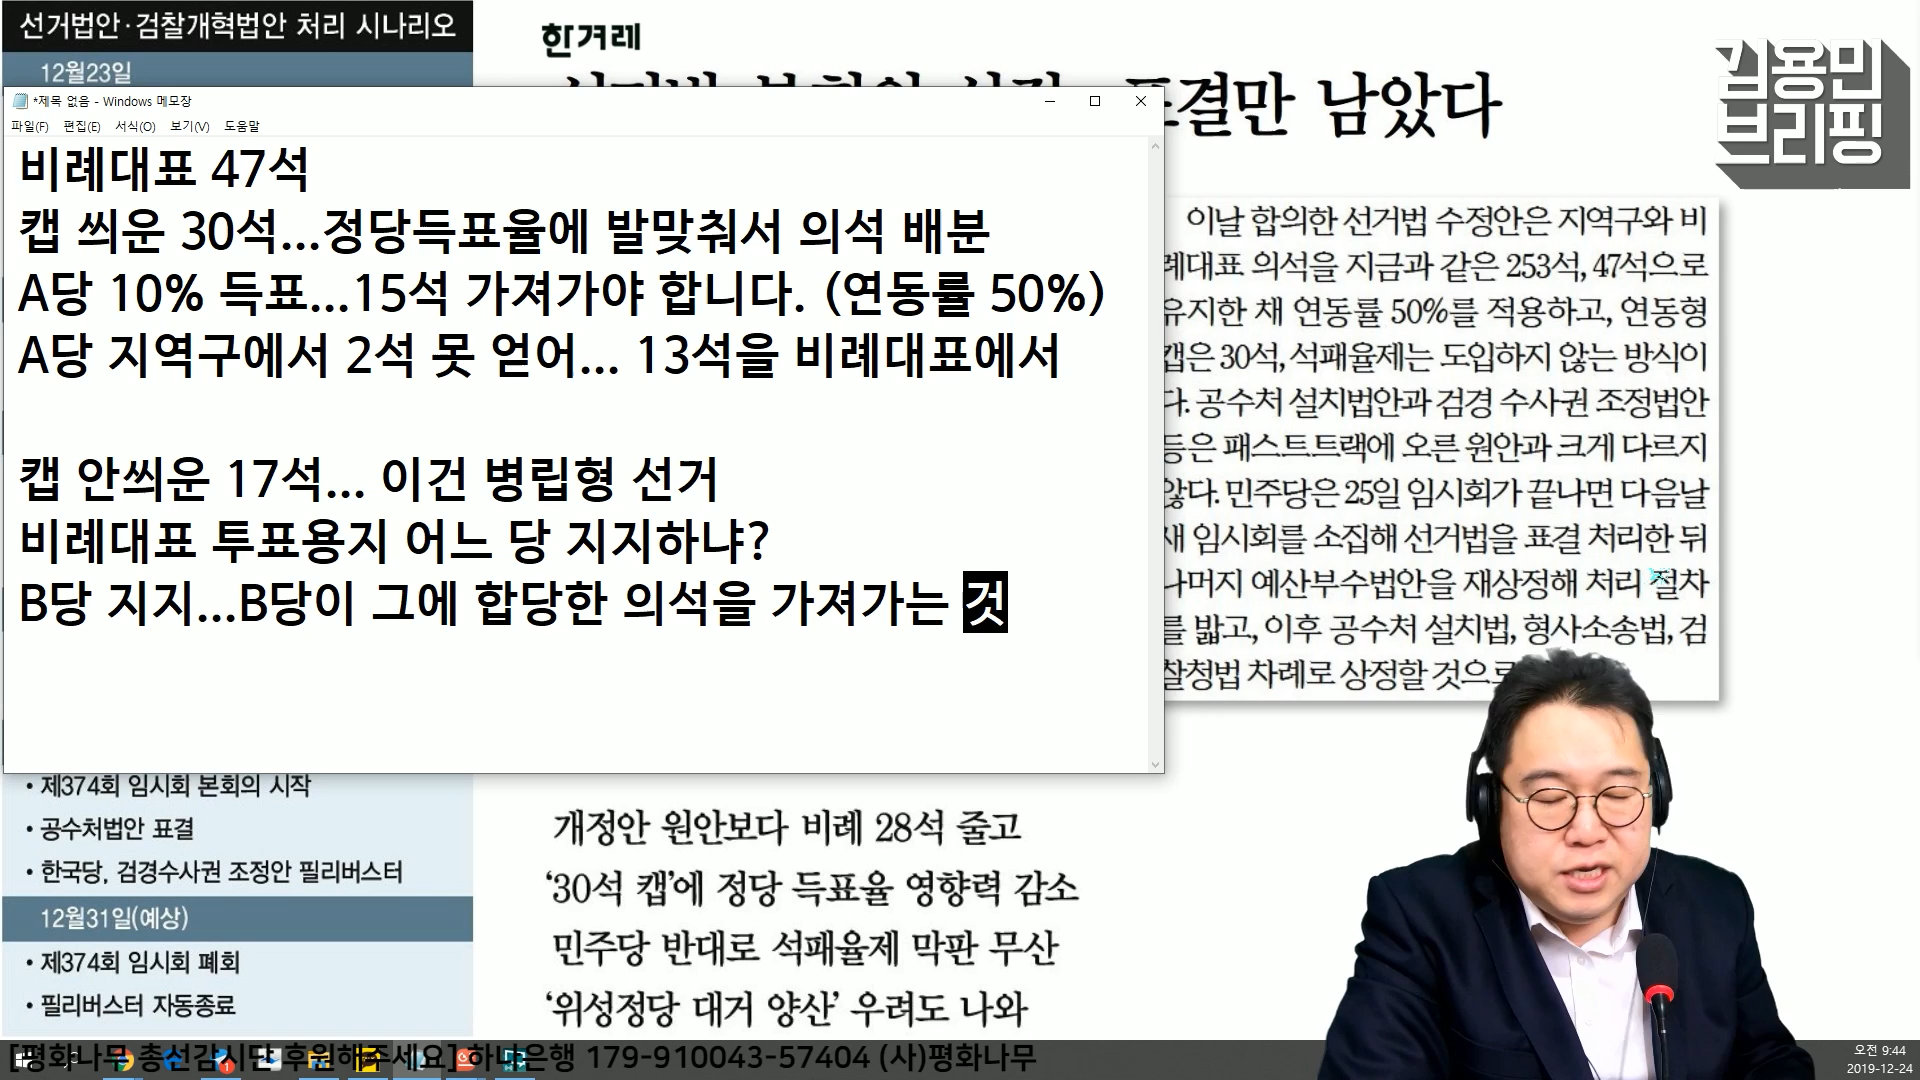 선거법안·검찰개혁법안 처리 시나리오
12월23일
한겨레
표결만 남았다
김용민
브리핑
*제목 없음 - Windows 메모장
파일(F) 편집(E) 서식(O) 보기(V) 도움말
비례대표 47석
캡 씌운 30석...정당득표율에 발맞춰서 의석 배분
A당 10% 득표...15석 가져가야 합니다. (연동률 50%)
A당 지역구에서 2석 못 얻어... 13석을 비례대표에서
캡 안씌운 17석... 이건 병립형 선거
비례대표 투표용지 어느 당 지지하냐?
B당 지지...B당이 그에 합당한 의석을 가져가는 것
이날 합의한 선거법 수정안은 지역구와 비
례대표 의석을 지금과 같은 253석, 47석으로
유지한 채 연동률 50%를 적용하고, 연동형
캡은 30석, 석패율제는 도입하지 않는 방식이
다. 공수처 설치법안과 검경 수사권 조정법안
등은 패스트트랙에 오른 원안과 크게 다르지
않다. 민주당은 25일 임시회가 끝나면 다음날
새 임시회를 소집해 선거법을 표결 처리한 뒤
나머지 예산부수법안을 재상정해 처리 절차
를 밟고, 이후 공수처 설치법, 형사소송법, 검
찰청법 차례로 상정할 것으로
• 제374회 임시회 본회의 시작
• 공수처법안 표결
• 한국당, 검경수사권 조정안 필리버스터
12월31일(예상)
• 제374회 임시회 폐회
• 필리버스터 자동종료
개정안 원안보다 비례 28석 줄고
‘30석 캡’에 정당 득표율 영향력 감소
민주당 반대로 석패율제 막판 무산
‘위성정당 대거 양산’ 우려도 나와
[평화나무 총선감시단 후원해주세요] 하나은행 179-910043-57404 (사)평화나무
오전 9:44
2019-12-24